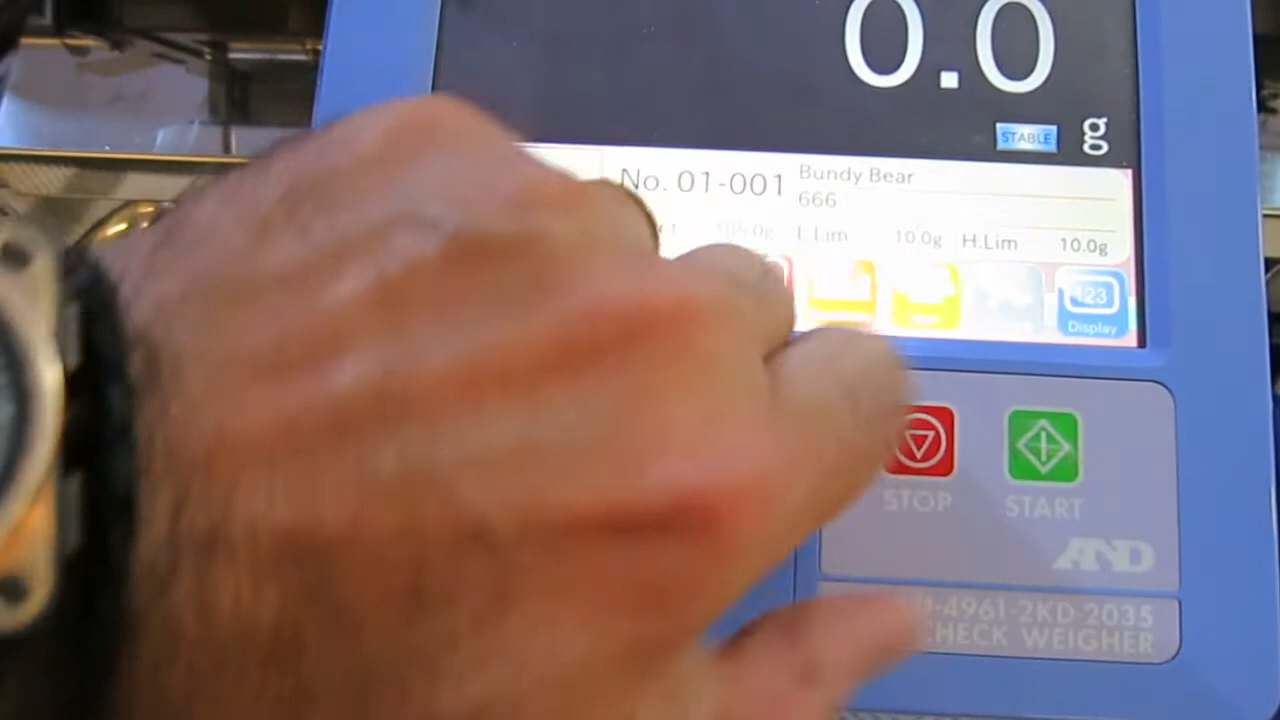 0.0
STABLE g
No. 01-001 Bundy Bear
666
L.Lim 10.0g H.Lim 10.0g
123
Display
STOP START
AND
-4961-2KD-2035
CHECK WEIGHER